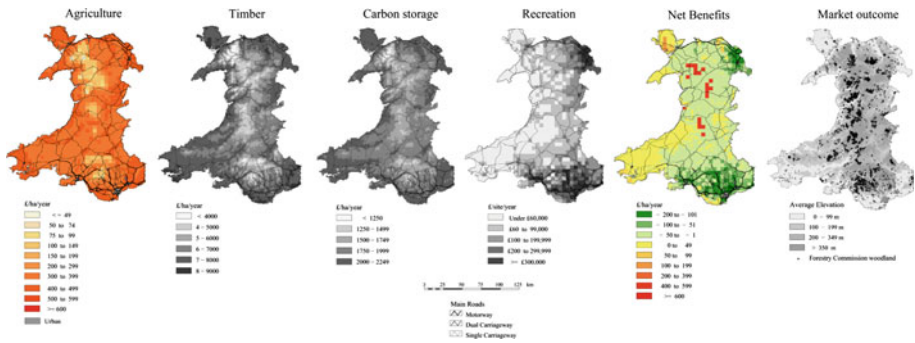 Agriculture
Timber
Carbon storage
Recreation
Net Benefits
Market outcome
£/ha/year
< = 49
50 to 74
75 to 99
100 to 149
150 to 199
200 to 299
300 to 399
400 to 499
500 to 599
>= 600
Urban
£/ha/year
< 4000
4 - 5000
5 - 6000
6 - 7000
7 - 8000
8 - 9000
£/ha/year
< 1250
1250-1499
1500-1749
1750-1999
2000-2249
£/site/year
Under £60,000
£60 to 99,000
£100 to 199,999
£200 to 299,999
>= £300,000
£/ha/year
- 200 to - 101
- 100 to - 51
- 50 to - 1
0 to 49
50 to 99
100 to 199
200 to 399
400 to 599
>= 600
Average Elevation
0 - 99 m
100 - 199 m
200 - 349 m
> 350 m
Forestry Commission woodland
0 25 50 75 100 125
km
Main Roads
Motorway
Dual Carriageway
Single Carriageway